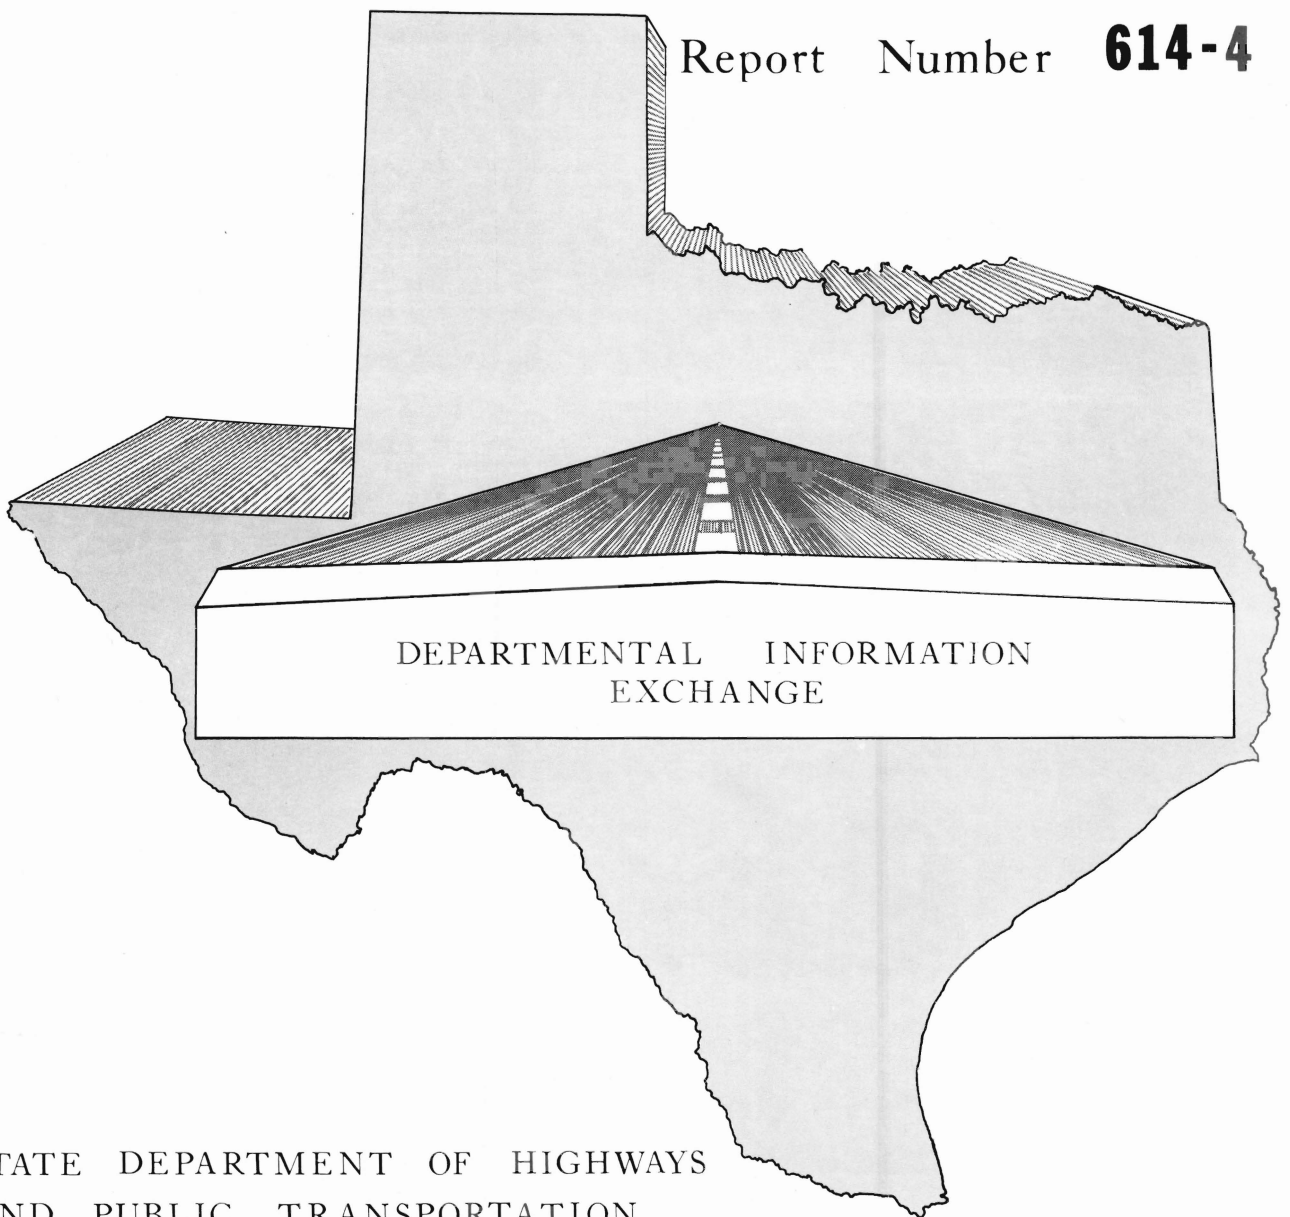 Report Number 614-4
DEPARTMENTAL INFORMATION
EXCHANGE
TATE DEPARTMENT OF HIGHWAYS
ND PUBLIC TRANSPORTATION